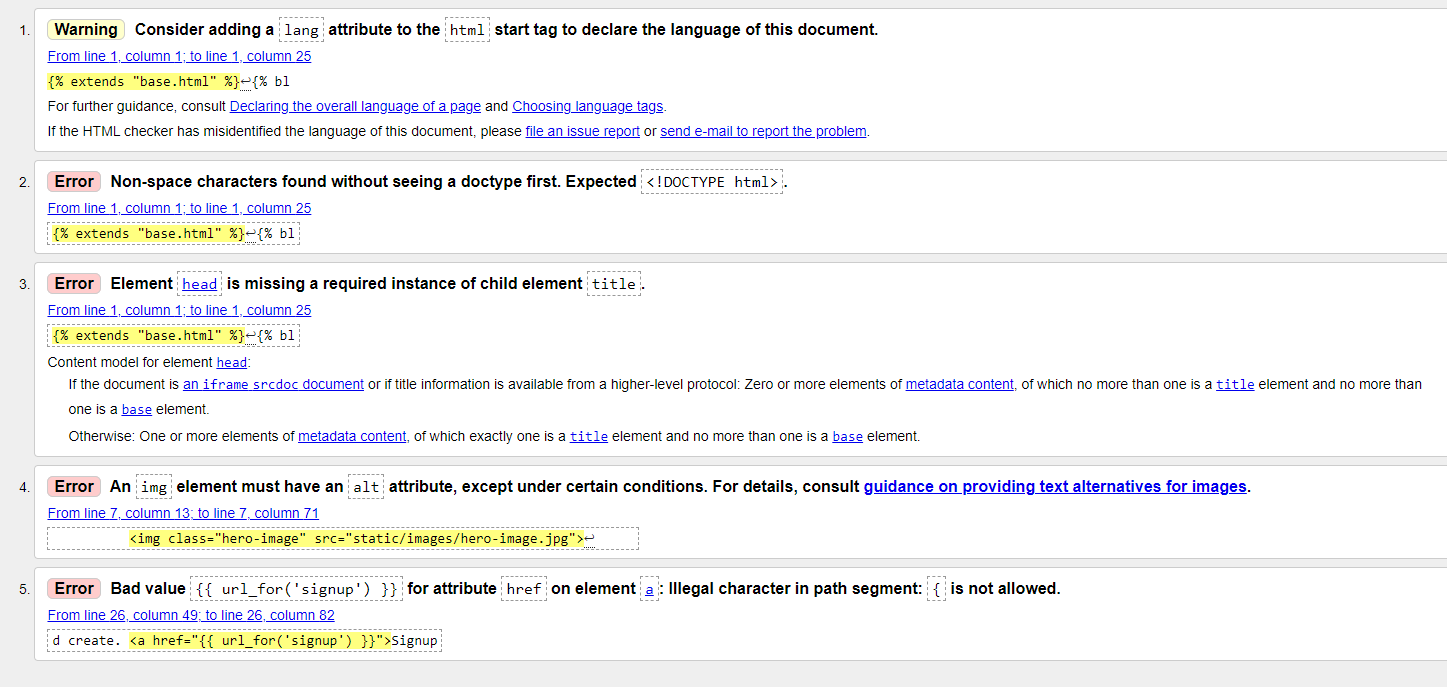 1. Warning Consider adding a lang attribute to the html start tag to declare the language of this document.
From line 1, column 1; to line 1, column 25
{% extends "base.html" %}↩{% bl
For further guidance, consult Declaring the overall language of a page and Choosing language tags.
If the HTML checker has misidentified the language of this document, please file an issue report or send e-mail to report the problem.
2. Error Non-space characters found without seeing a doctype first. Expected <!DOCTYPE html>.
From line 1, column 1; to line 1, column 25
{% extends "base.html" %}↩{% bl
3. Error Element head is missing a required instance of child element title.
From line 1, column 1; to line 1, column 25
{% extends "base.html" %}↩{% bl
Content model for element head:
If the document is an iframe srcdoc document or if title information is available from a higher-level protocol: Zero or more elements of metadata content, of which no more than one is a title element and no more than
one is a base element.
Otherwise: One or more elements of metadata content, of which exactly one is a title element and no more than one is a base element.
4. Error An img element must have an alt attribute, except under certain conditions. For details, consult guidance on providing text alternatives for images.
From line 7, column 13; to line 7, column 71
<img class="hero-image" src="static/images/hero-image.jpg">↩
5. Error Bad value {{ url_for('signup') }} for attribute href on element a: Illegal character in path segment: { is not allowed.
From line 26, column 49; to line 26, column 82
d create. <a href="{{ url_for('signup') }}">Signup